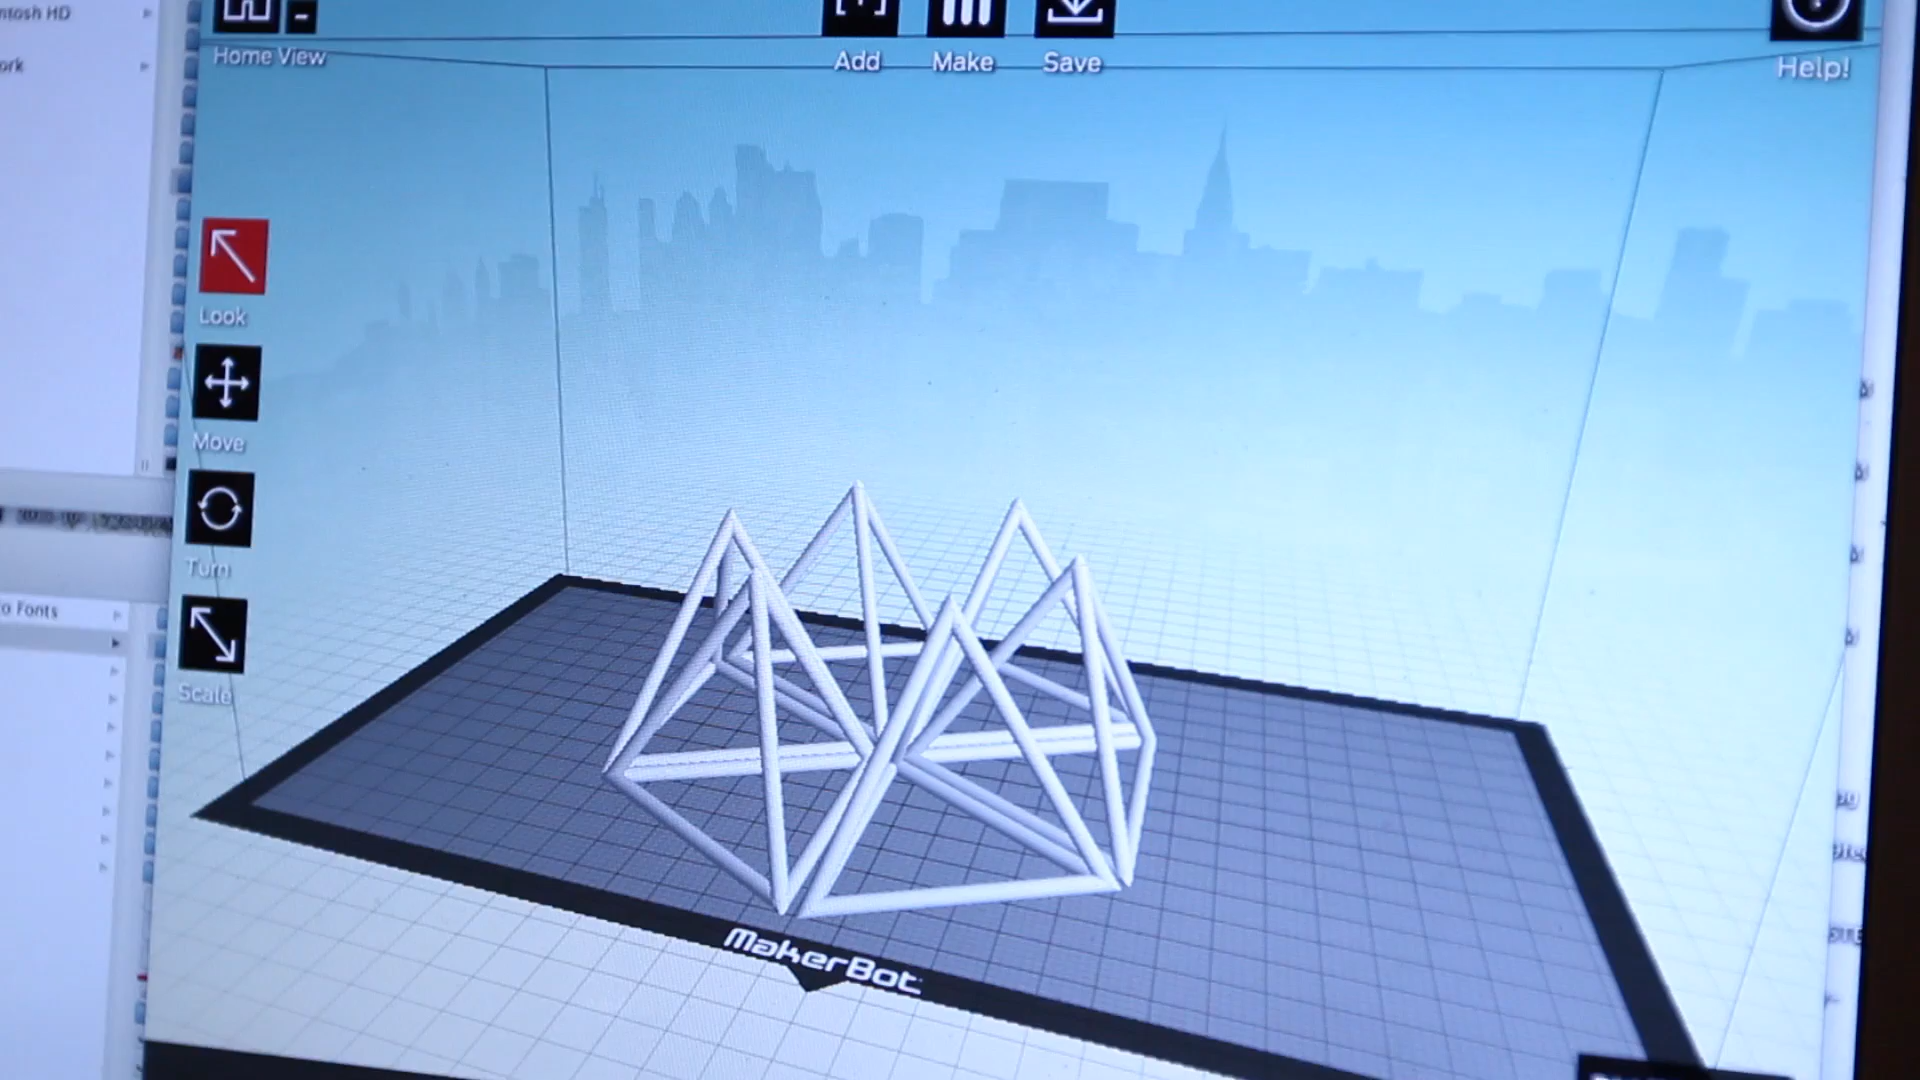 ntosh HD
ork
Home View
Add
Make
Save
Help!
Look
Move
Turn
Scale
o Fonts
MakerBot